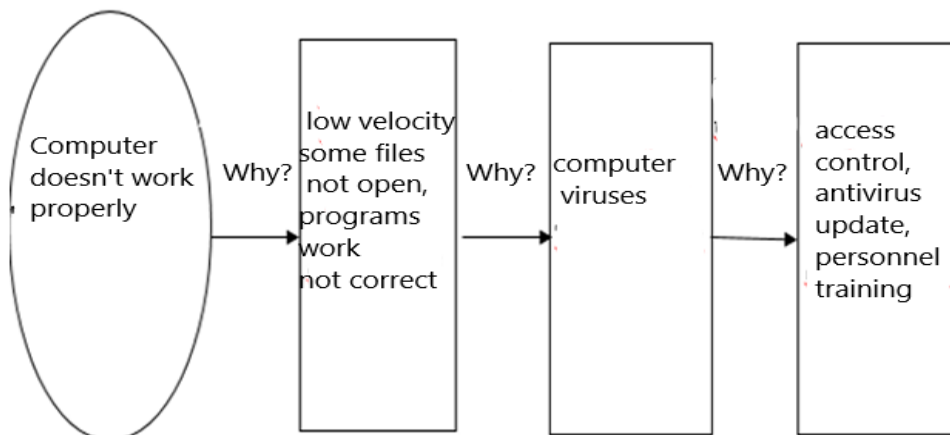 Computer
doesn't work
properly
Why?
low velocity
some files
not open,
programs
work
not correct
Why?
computer
viruses
Why?
access
control,
antivirus
update,
personnel
training